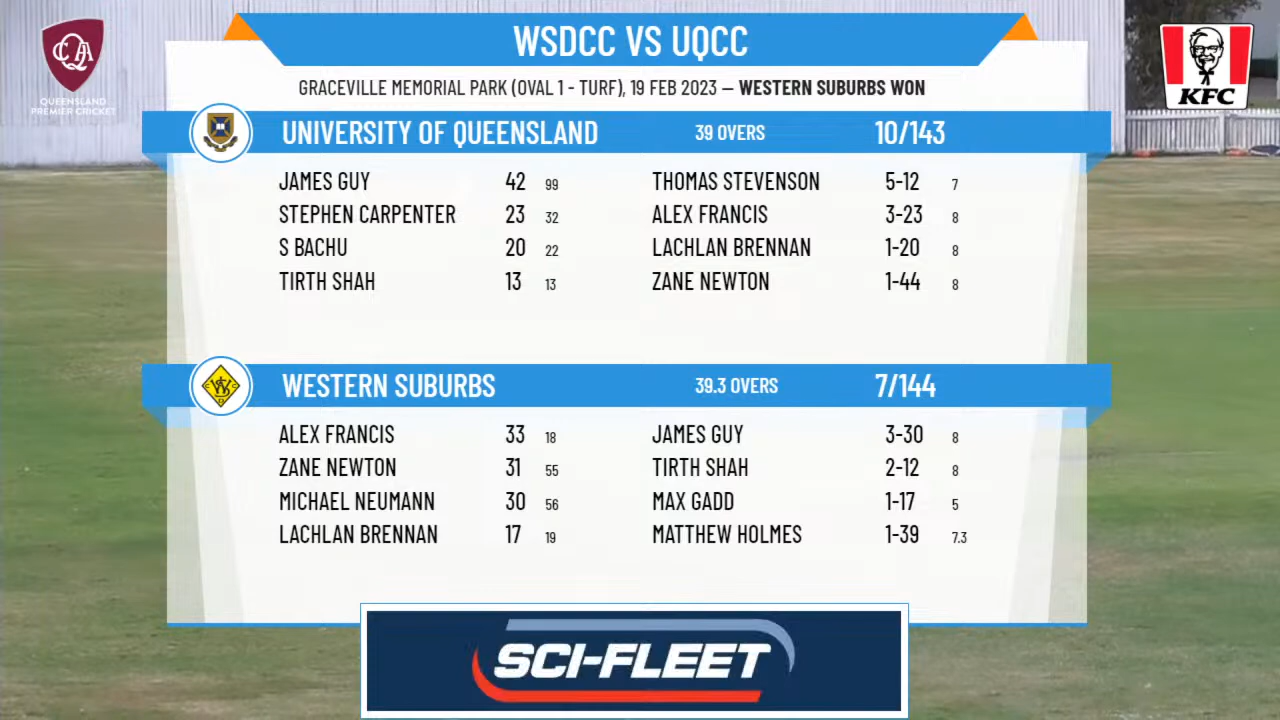 WSDCC VS UQCC
QUEENSLAND
PREMIER CRICKET
KFC
GRACEVILLE MEMORIAL PARK (OVAL 1 - TURF), 19 FEB 2023 – WESTERN SUBURBS WON
UNIVERSITY OF QUEENSLAND 39 OVERS 10/143
JAMES GUY 42 99 THOMAS STEVENSON 5-12 7
STEPHEN CARPENTER 23 32 ALEX FRANCIS 3-23 8
S BACHU 20 22 LACHLAN BRENNAN 1-20 8
TIRTH SHAH 13 13 ZANE NEWTON 1-44 8
WESTERN SUBURBS 39.3 OVERS 7/144
ALEX FRANCIS 33 18 JAMES GUY 3-30 8
ZANE NEWTON 31 55 TIRTH SHAH 2-12 8
MICHAEL NEUMANN 30 56 MAX GADD 1-17 5
LACHLAN BRENNAN 17 19 MATTHEW HOLMES 1-39 7.3
SCI-FLEET